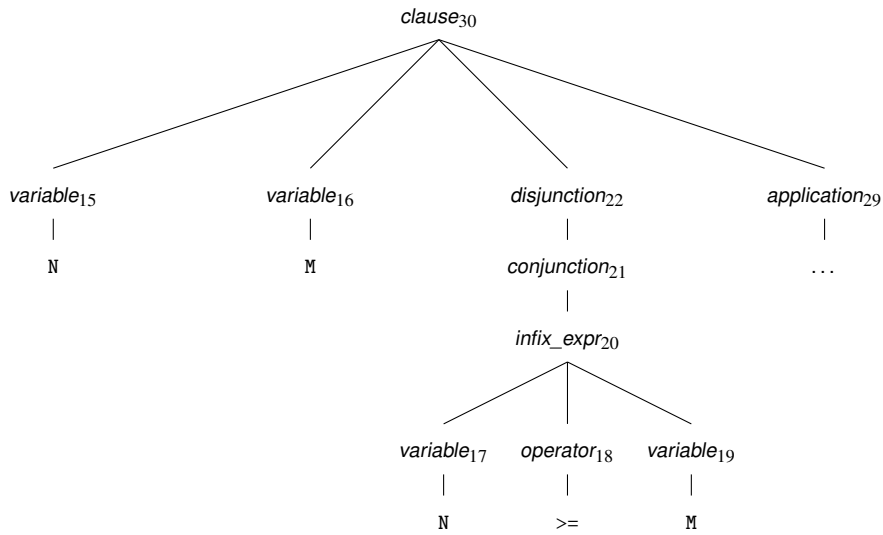 clause30
variable15 variable16 disjunction22 application29
N M conjunction21 ...
infix_expr20
variable17 operator18 variable19
N >= M